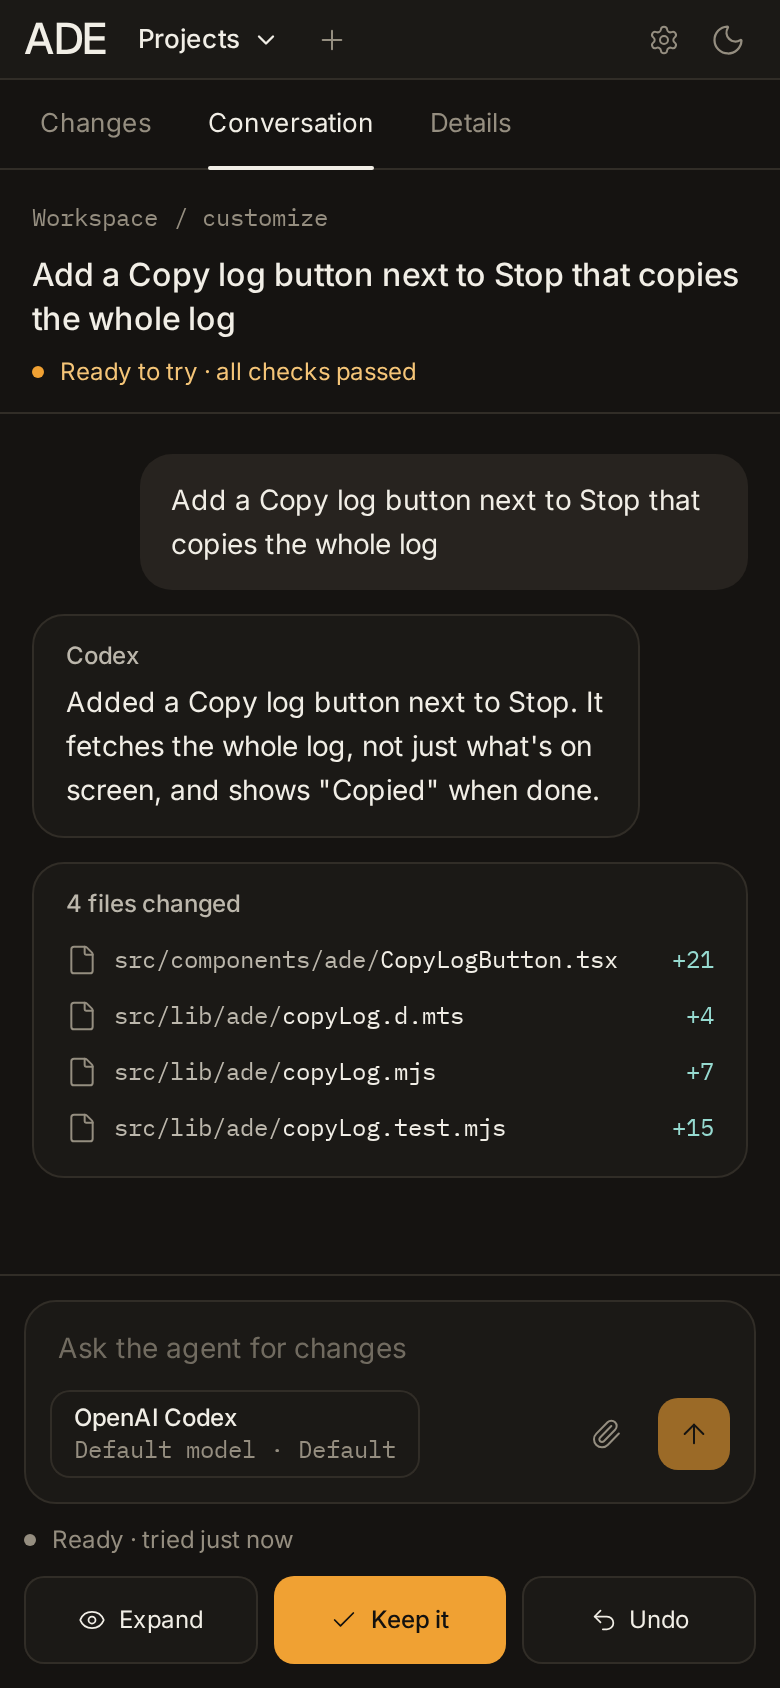 ADE Projects
Changes Conversation Details
Workspace / customize
Add a Copy log button next to Stop that copies
the whole log
Ready to try · all checks passed
Add a Copy log button next to Stop that
copies the whole log
Codex
Added a Copy log button next to Stop. It
fetches the whole log, not just what's on
screen, and shows "Copied" when done.
4 files changed
src/components/ade/CopyLogButton.tsx +21
src/lib/ade/copyLog.d.mts +4
src/lib/ade/copyLog.mjs +7
src/lib/ade/copyLog.test.mjs +15
Ask the agent for changes
OpenAI Codex
Default model · Default
Ready · tried just now
Expand Keep it Undo